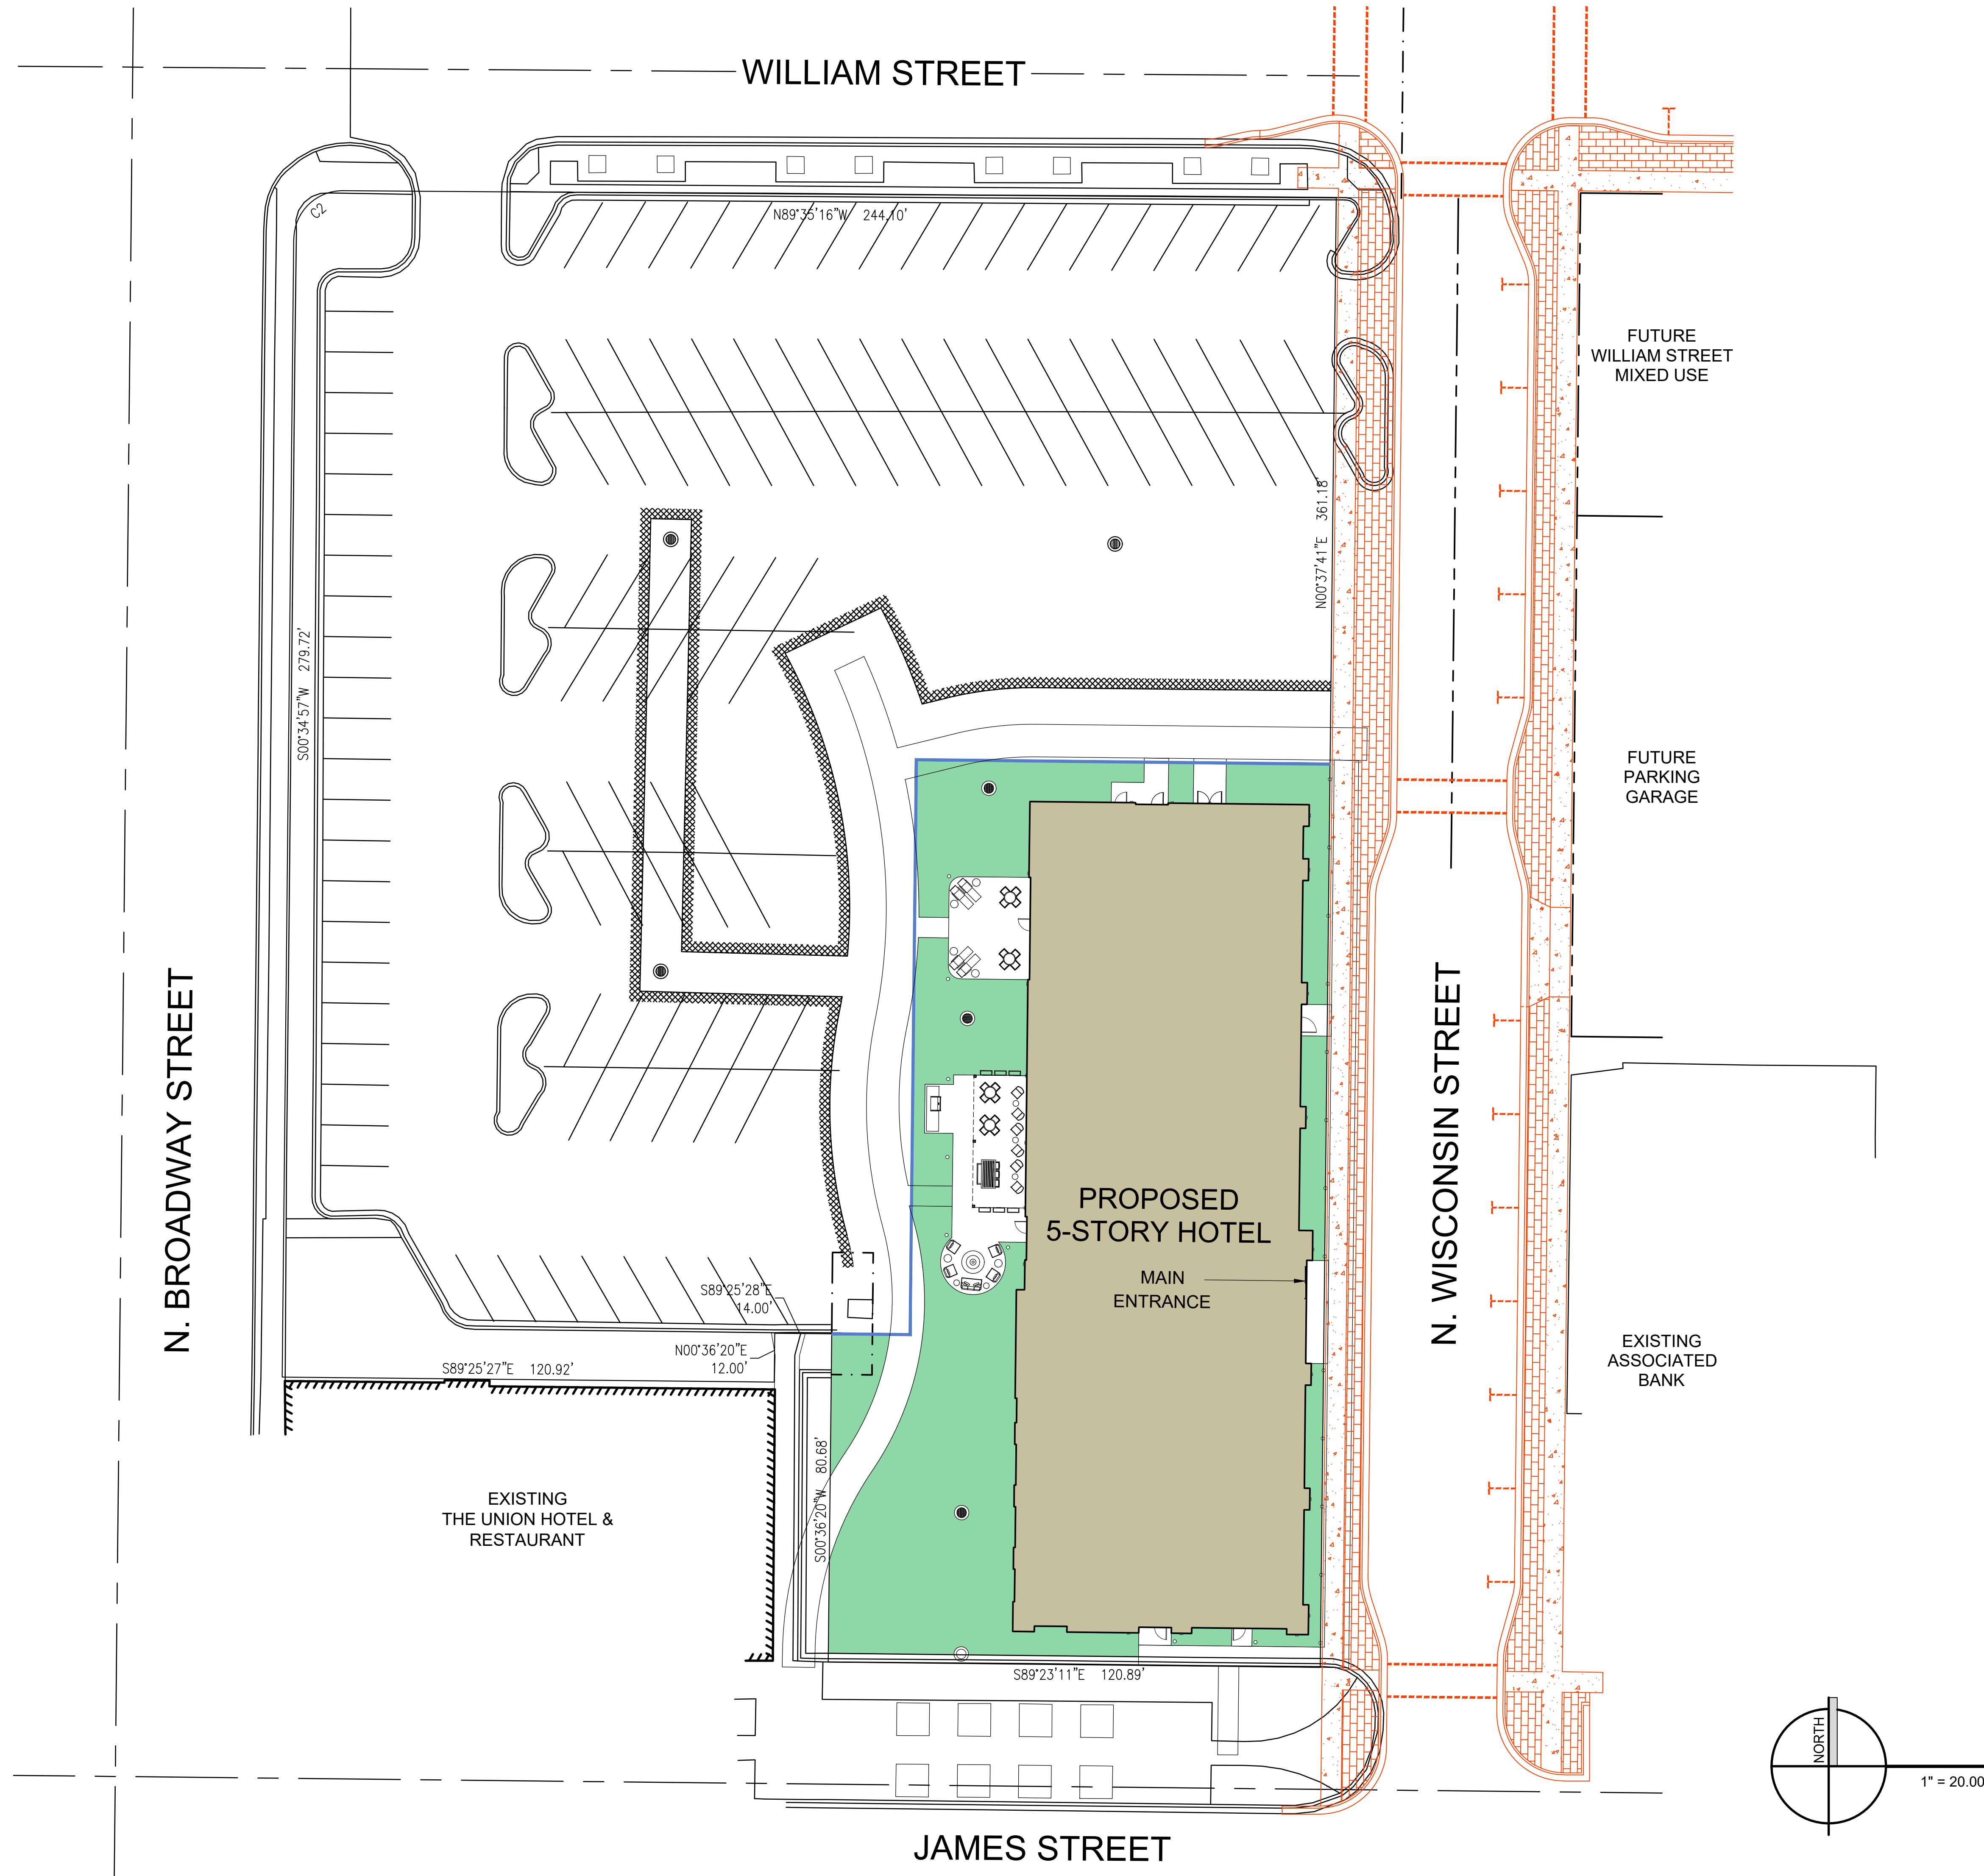 WILLIAM STREET
C2
N89°35'16"W 244.10'
FUTURE
WILLIAM STREET
MIXED USE
N00°37'41"E 361.18'
S00°34'57"W 279.72'
FUTURE
PARKING
GARAGE
N. BROADWAY STREET
N. WISCONSIN STREET
PROPOSED
5-STORY HOTEL
MAIN
ENTRANCE
S89°25'28"E
14.00'
N00°36'20"E
12.00'
S89°25'27"E 120.92'
EXISTING
ASSOCIATED
BANK
S00°36'20"W 80.68'
EXISTING
THE UNION HOTEL &
RESTAURANT
S89°23'11"E 120.89'
NORTH
1" = 20.00
JAMES STREET